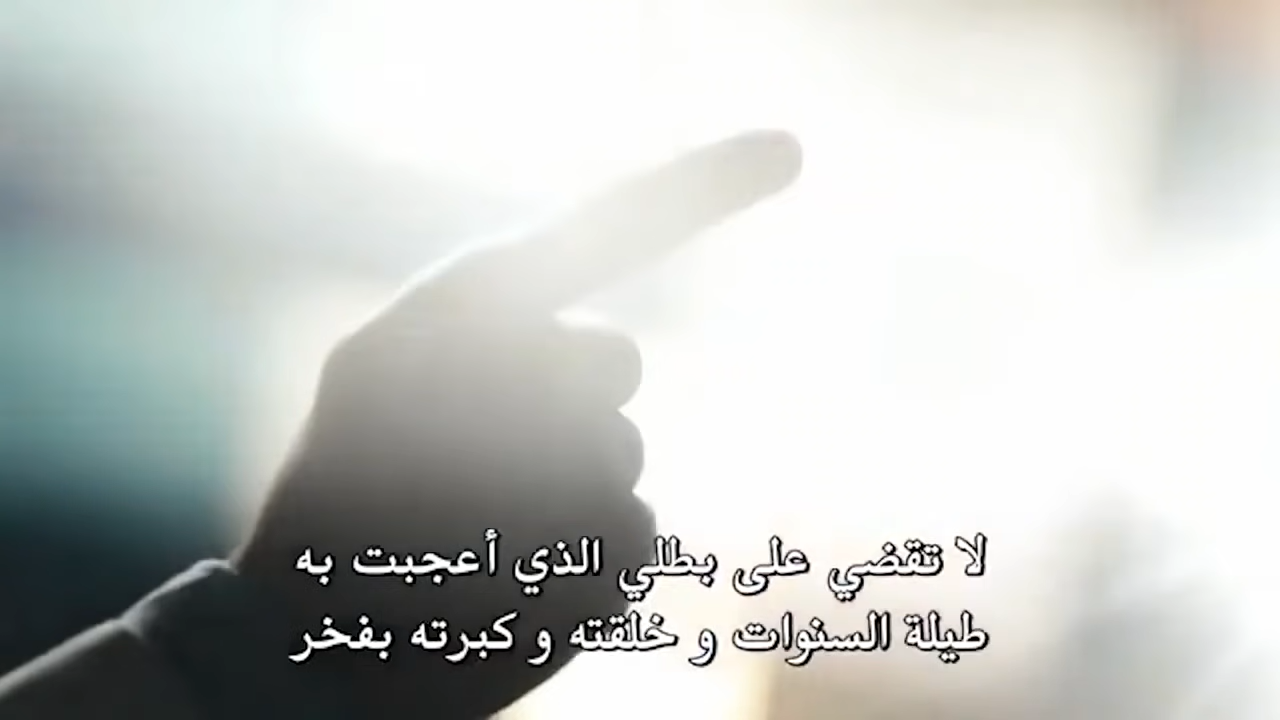 لا تقضي على بطلي الذي أعجبت به
طيلة السنوات و خلقته و كبرته بفخر